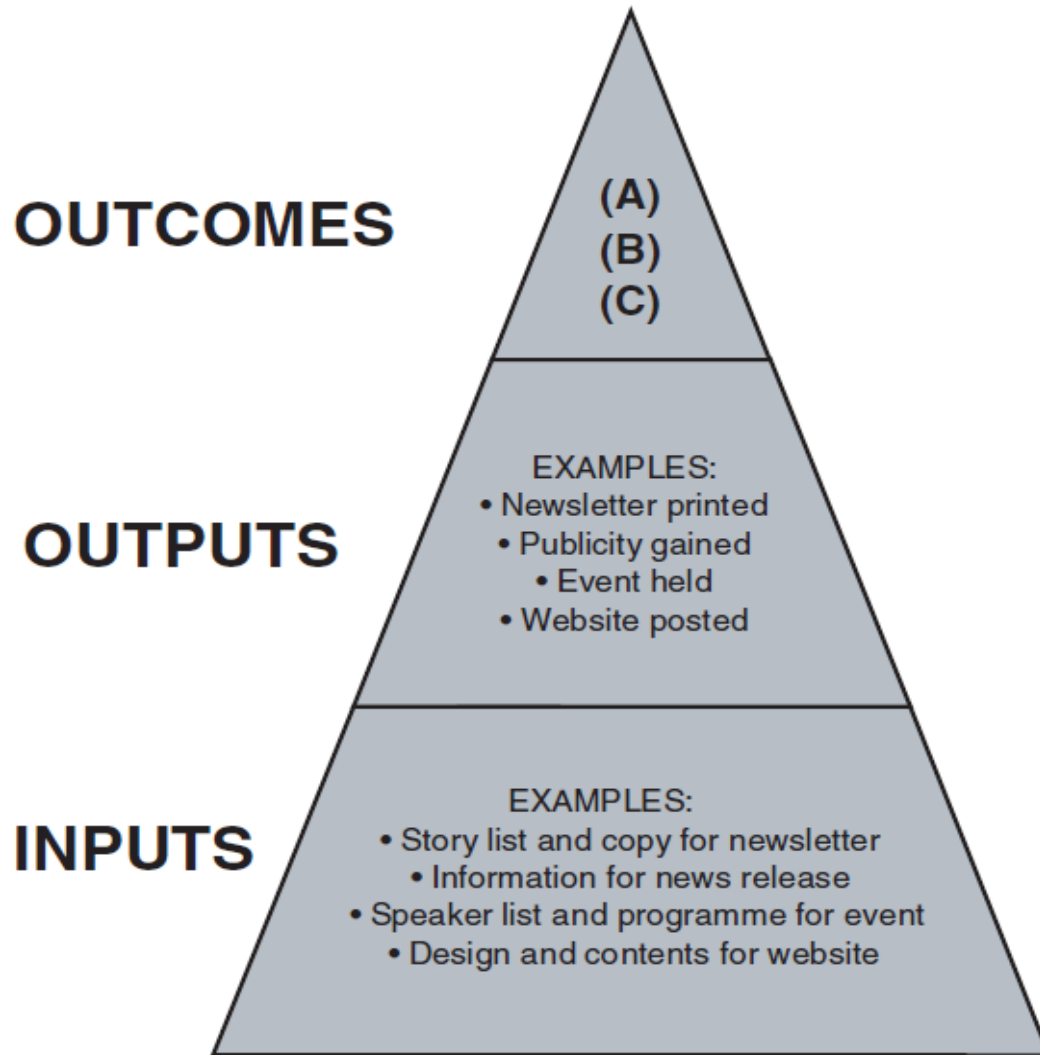 OUTCOMES
(A)
(B)
(C)
OUTPUTS
EXAMPLES:
• Newsletter printed
• Publicity gained
• Event held
• Website posted
INPUTS
EXAMPLES:
• Story list and copy for newsletter
• Information for news release
• Speaker list and programme for event
• Design and contents for website